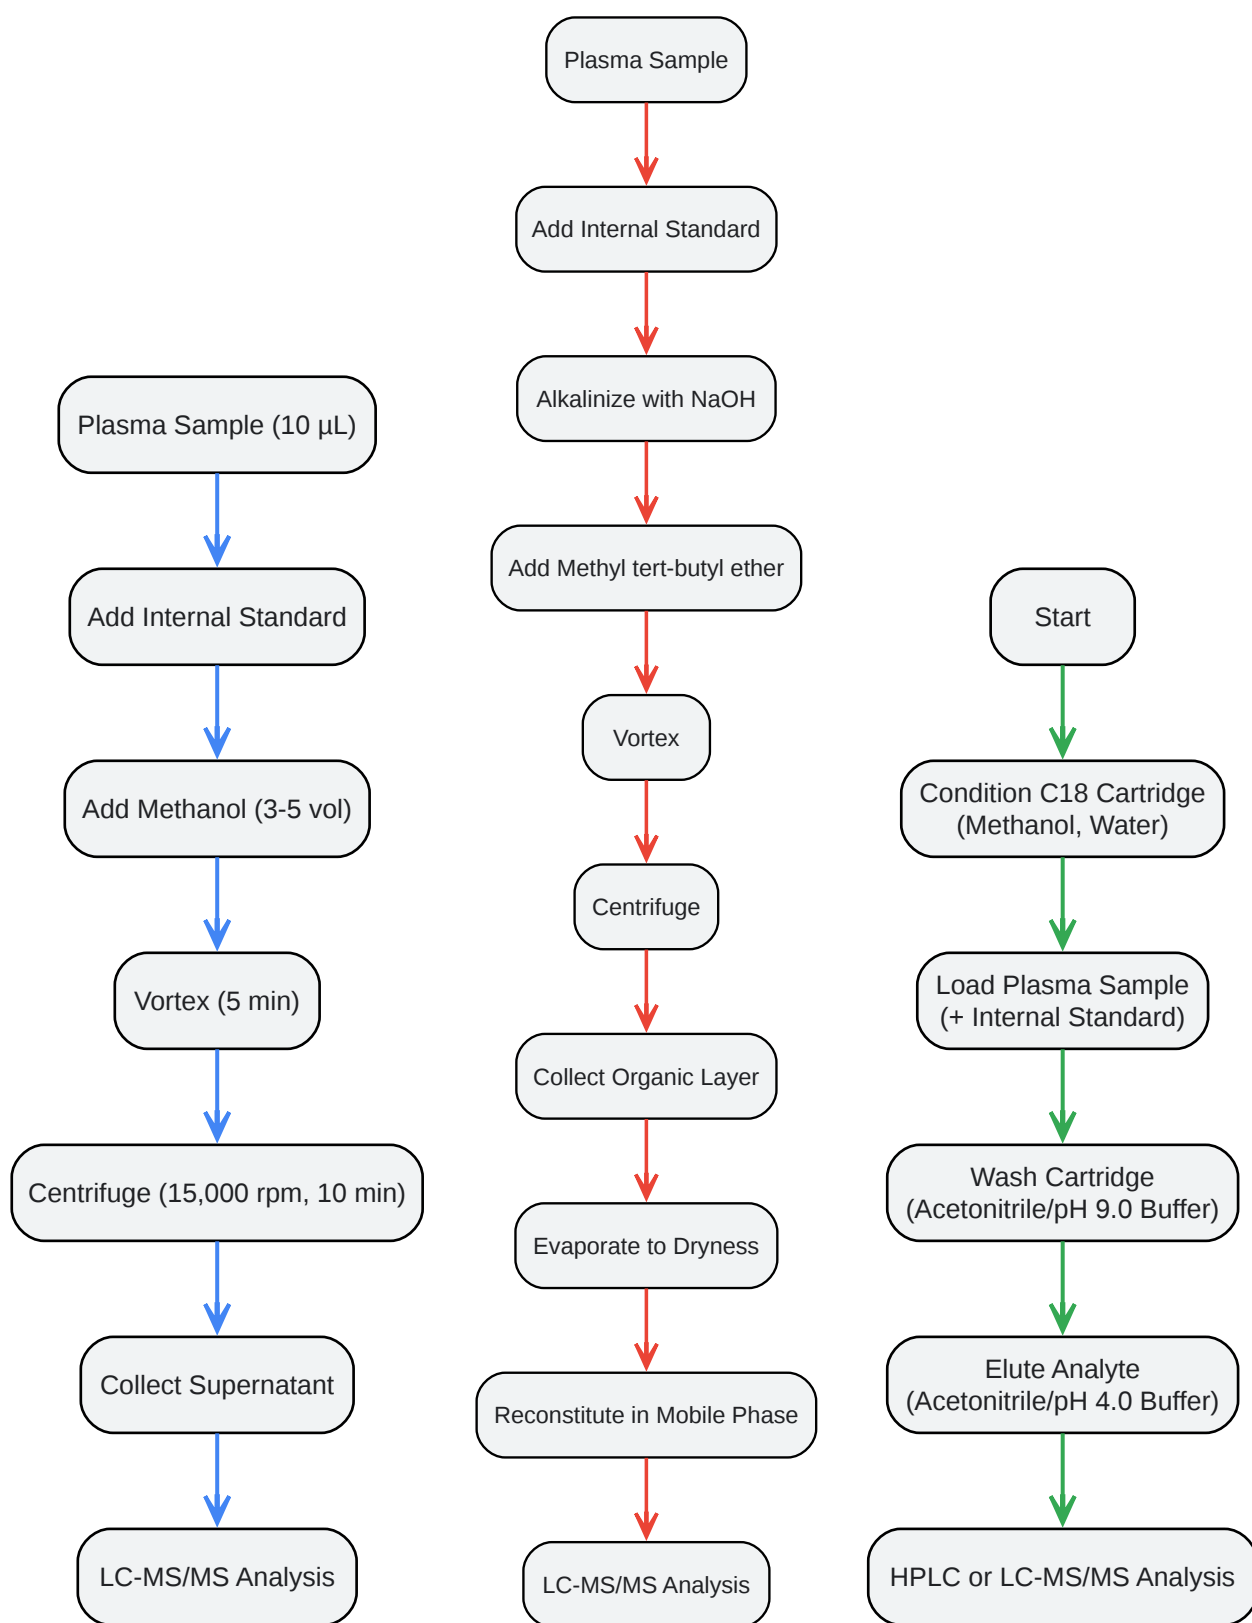 Plasma Sample (10 µL)
Add Internal Standard
Add Methanol (3-5 vol)
Vortex (5 min)
Centrifuge (15,000 rpm, 10 min)
Collect Supernatant
LC-MS/MS Analysis
Plasma Sample
Add Internal Standard
Alkalinize with NaOH
Add Methyl tert-butyl ether
Vortex
Centrifuge
Collect Organic Layer
Evaporate to Dryness
Reconstitute in Mobile Phase
LC-MS/MS Analysis
Start
Condition C18 Cartridge
(Methanol, Water)
Load Plasma Sample
(+ Internal Standard)
Wash Cartridge
(Acetonitrile/pH 9.0 Buffer)
Elute Analyte
(Acetonitrile/pH 4.0 Buffer)
HPLC or LC-MS/MS Analysis